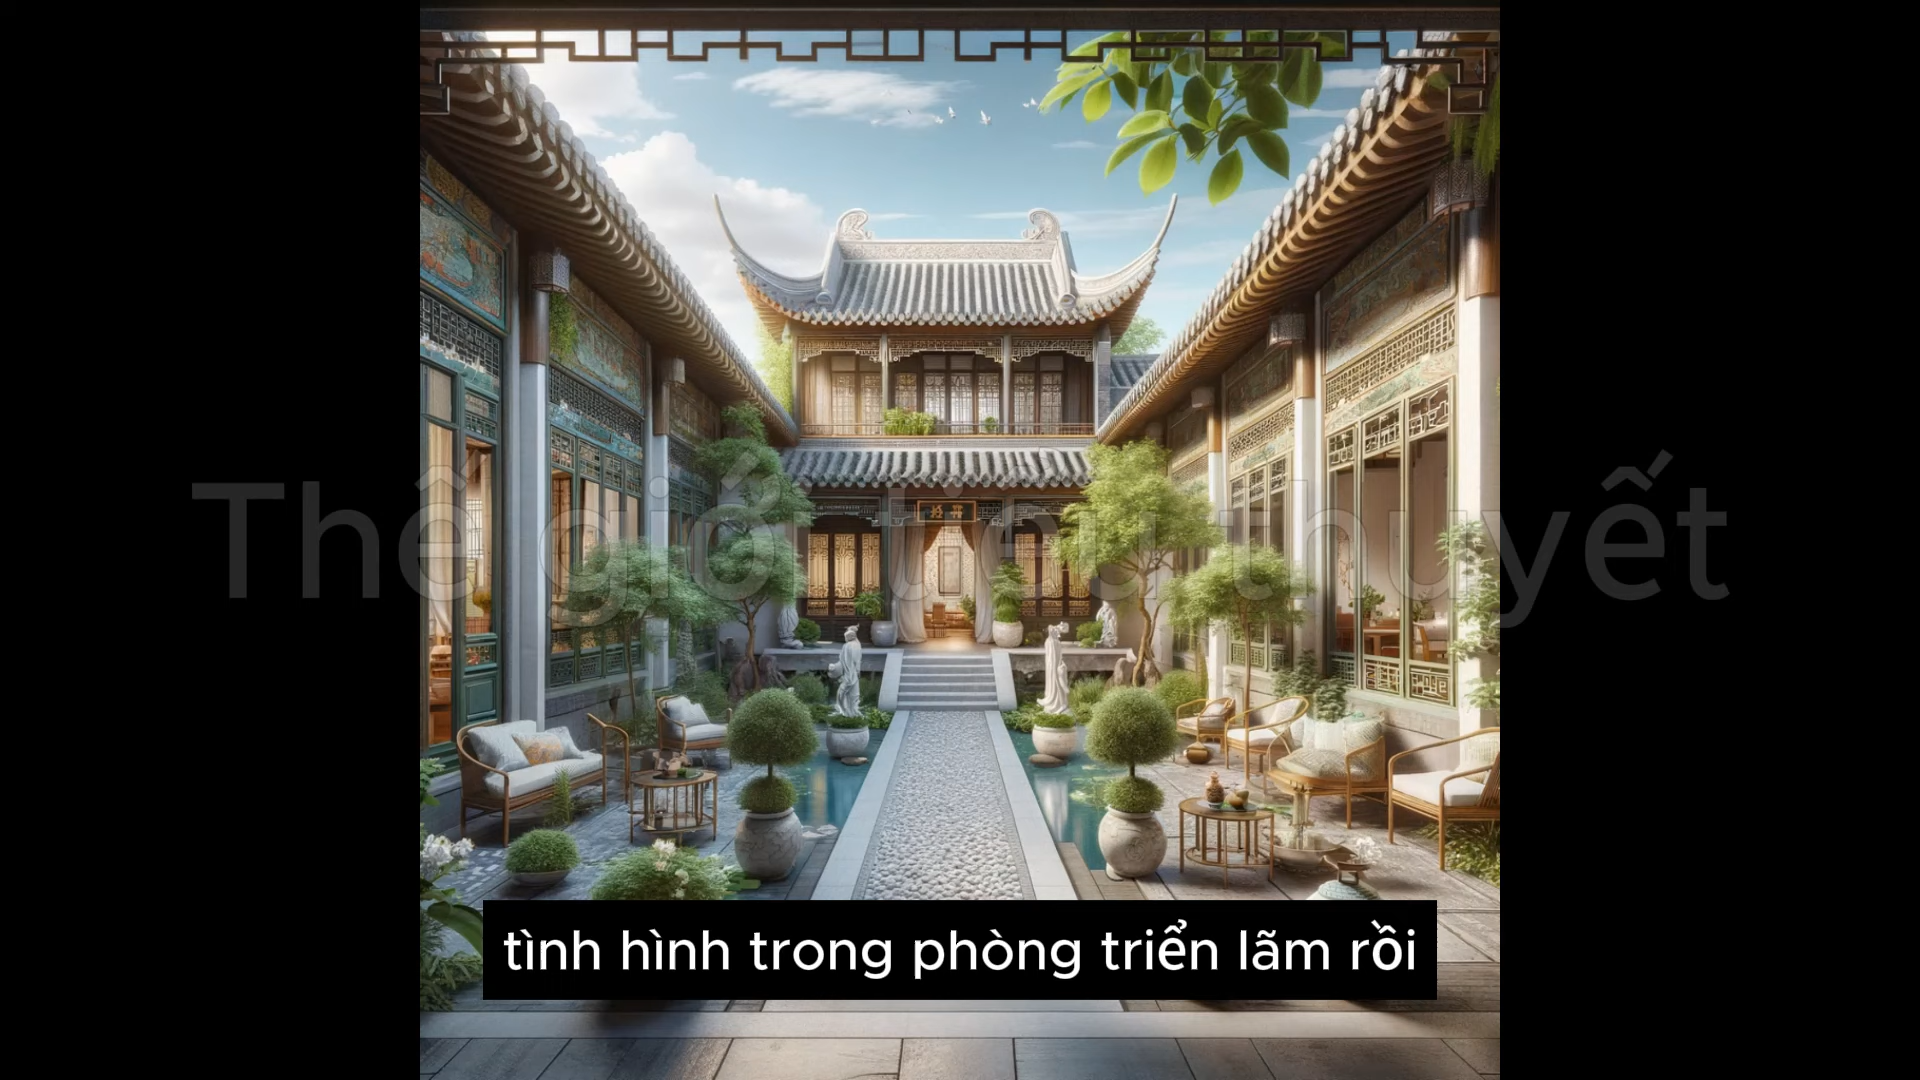 Thế giới tiểu thuyết
tình hình trong phòng triển lãm rồi